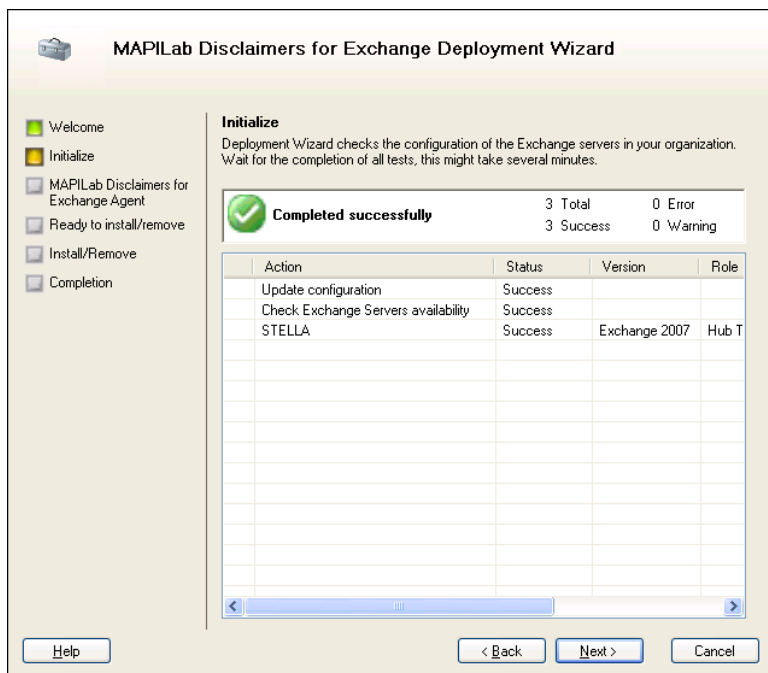 MAPILab Disclaimers for Exchange Deployment Wizard
Welcome
Initialize
MAPILab Disclaimers for
Exchange Agent
Ready to install/remove
Install/Remove
Completion
Initialize
Deployment Wizard checks the configuration of the Exchange servers in your organization.
Wait for the completion of all tests, this might take several minutes.
Completed successfully
3 Total 0 Error
3 Success 0 Warning
Action Status Version Role
Update configuration Success
Check Exchange Servers availability Success
STELLA Success Exchange 2007 Hub T
Help < Back Next > Cancel